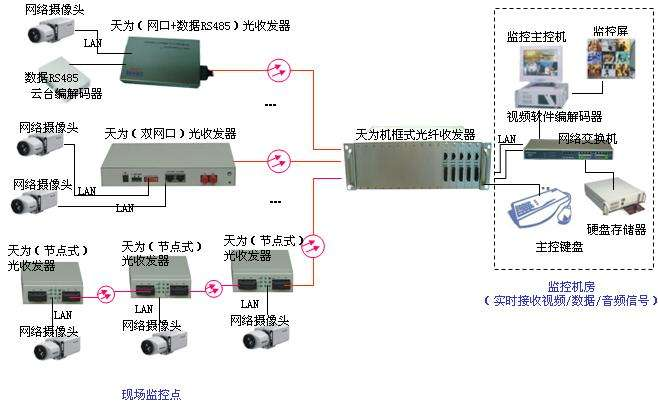 网络摄像头
天为（网口+数据RS485）光收发器
LAN
数据RS485
云台编解码器
---
网络摄像头
天为（双网口）光收发器
网络摄像头
LAN
LAN
---
天为机框式光纤收发器
监控主控机
监控屏
视频软件编解码器
LAN
网络交换机
硬盘存储器
主控键盘
监控机房
（实时接收视频/数据/音频信号）
天为（节点式）
光收发器
天为（节点式）
光收发器
天为（节点式）
光收发器
LAN
网络摄像头
LAN
网络摄像头
LAN
网络摄像头
现场监控点